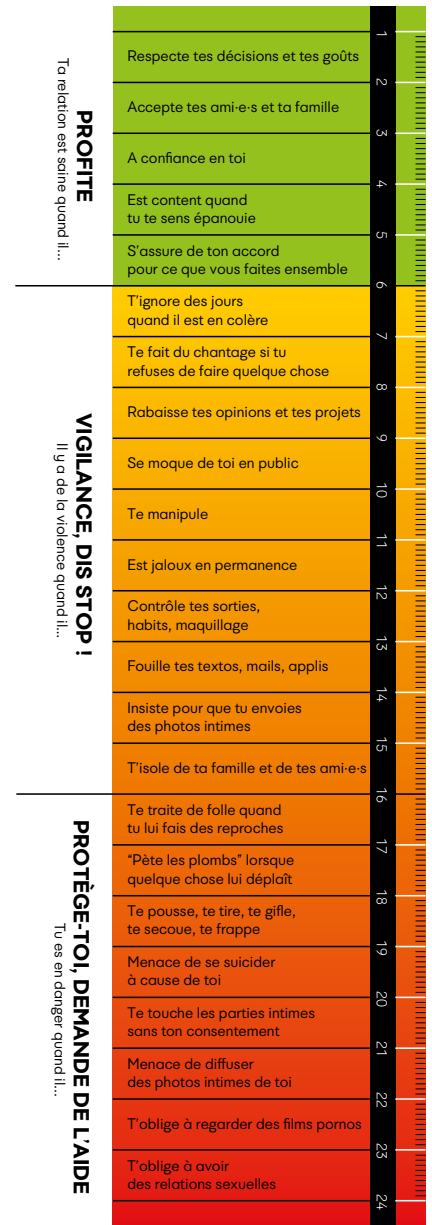 PROFITE
Ta relation est saine quand il...
1
Respecte tes décisions et tes goûts
2
Accepte tes ami·e·s et ta famille
3
A confiance en toi
4
Est content quand
tu te sens épanouie
5
S'assure de ton accord
pour ce que vous faites ensemble
6
VIGILANCE, DIS STOP !
Il y a de la violence quand il...
T'ignore des jours
quand il est en colère
7
Te fait du chantage si tu
refuses de faire quelque chose
8
Rabaisse tes opinions et tes projets
9
Se moque de toi en public
10
Te manipule
11
Est jaloux en permanence
12
Contrôle tes sorties,
habits, maquillage
13
Fouille tes textos, mails, applis
14
Insiste pour que tu envoies
des photos intimes
15
T'isole de ta famille et de tes ami·e·s
16
PROTÈGE-TOI, DEMANDE DE L'AIDE
Tu es en danger quand il...
Te traite de folle quand
tu lui fais des reproches
17
"Pète les plombs" lorsque
quelque chose lui déplaît
18
Te pousse, te tire, te gifle,
te secoue, te frappe
19
Menace de se suicider
à cause de toi
20
Te touche les parties intimes
sans ton consentement
21
Menace de diffuser
des photos intimes de toi
22
T'oblige à regarder des films pornos
23
T'oblige à avoir
des relations sexuelles
24